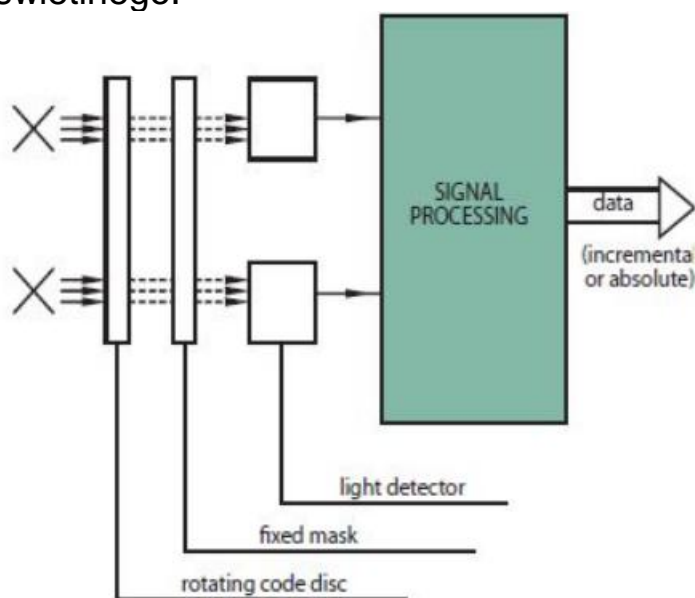 SIGNAL
PROCESSING
data
(incremental
or absolute)
light detector
fixed mask
rotating code disc